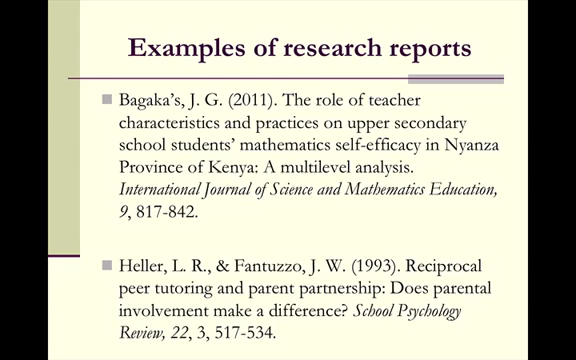 Examples of research reports
Bagaka's, J. G. (2011). The role of teacher
characteristics and practices on upper secondary
school students' mathematics self-efficacy in Nyanza
Province of Kenya: A multilevel analysis.
International Journal of Science and Mathematics Education,
9, 817-842.
Heller, L. R., & Fantuzzo, J. W. (1993). Reciprocal
peer tutoring and parent partnership: Does parental
involvement make a difference? School Psychology
Review, 22, 3, 517-534.